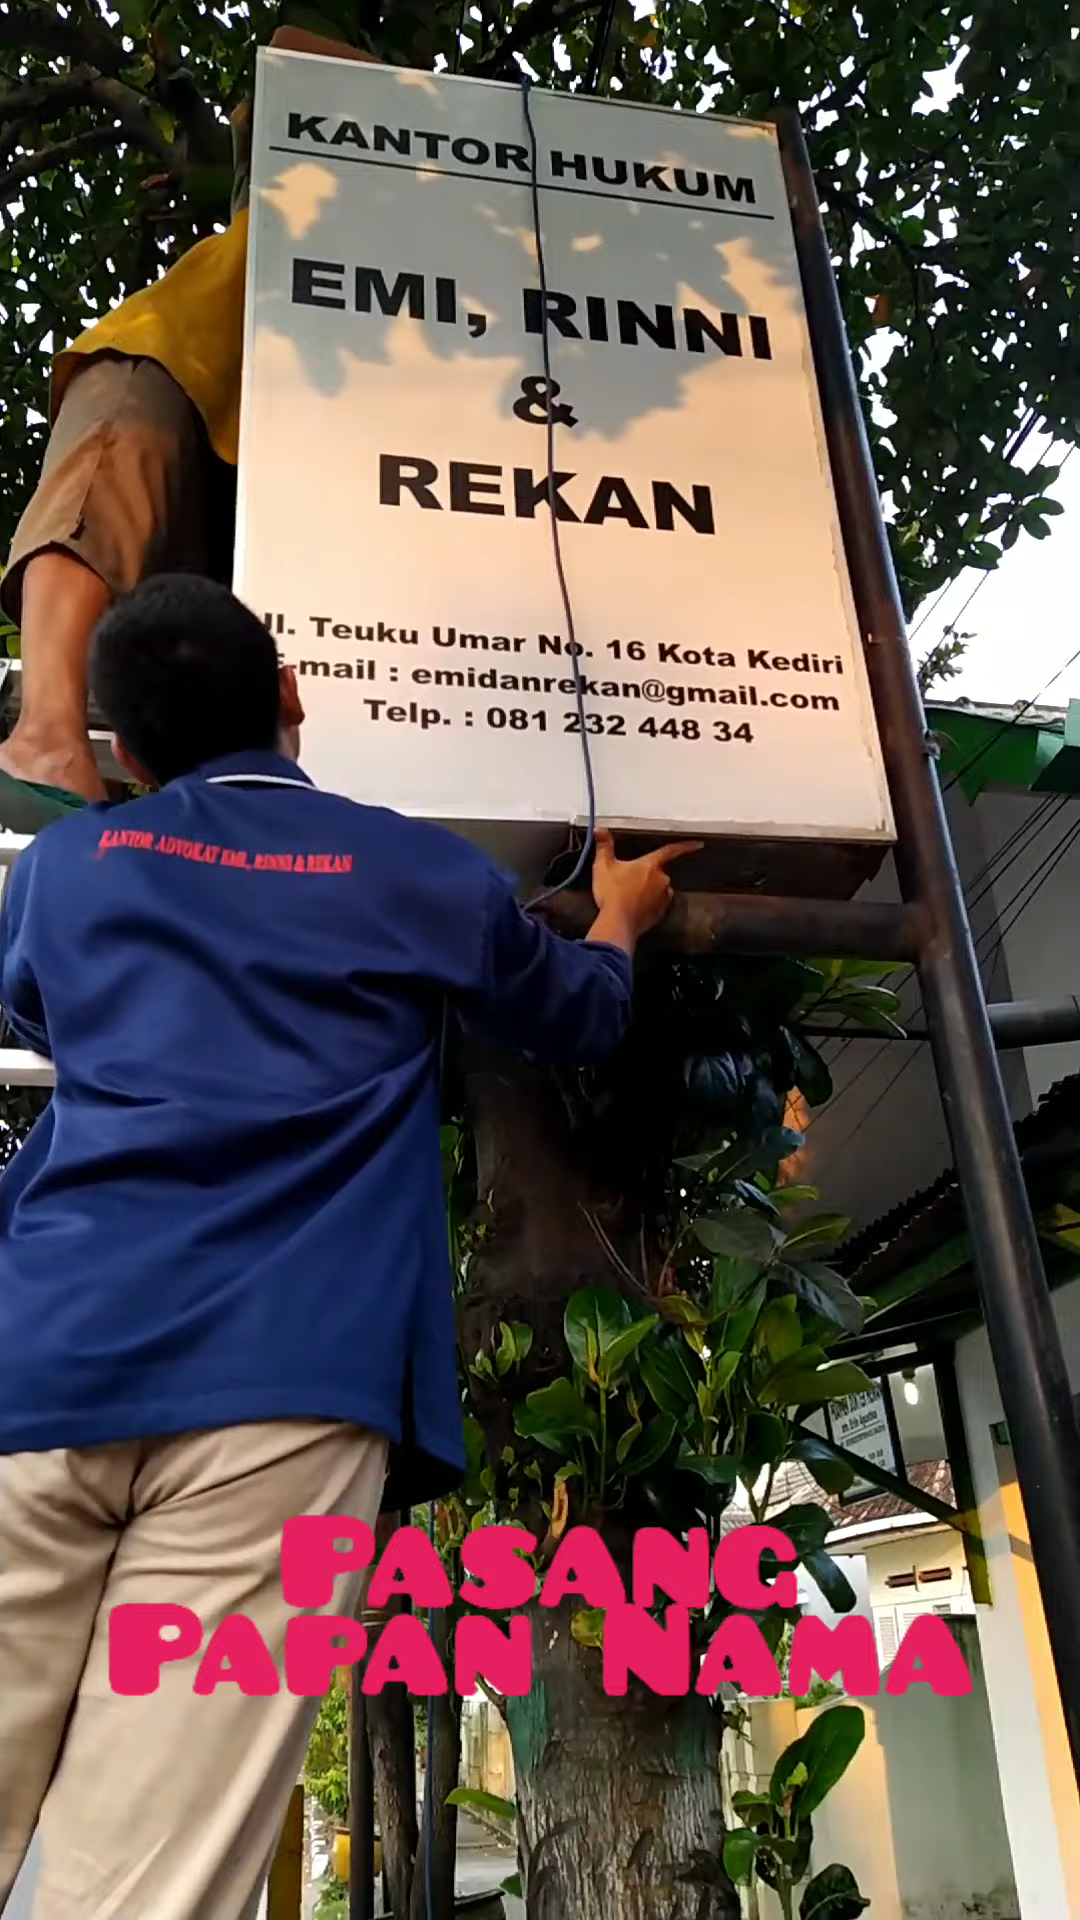 KANTOR HUKUM
EMI, RINNI
&
REKAN
Jl. Teuku Umar No. 16 Kota Kediri
E-mail : emidanrekan@gmail.com
Telp. : 081 232 448 34
KANTOR ADVOKAT EMI, RINNI & REKAN
PASANG
PAPAN NAMA